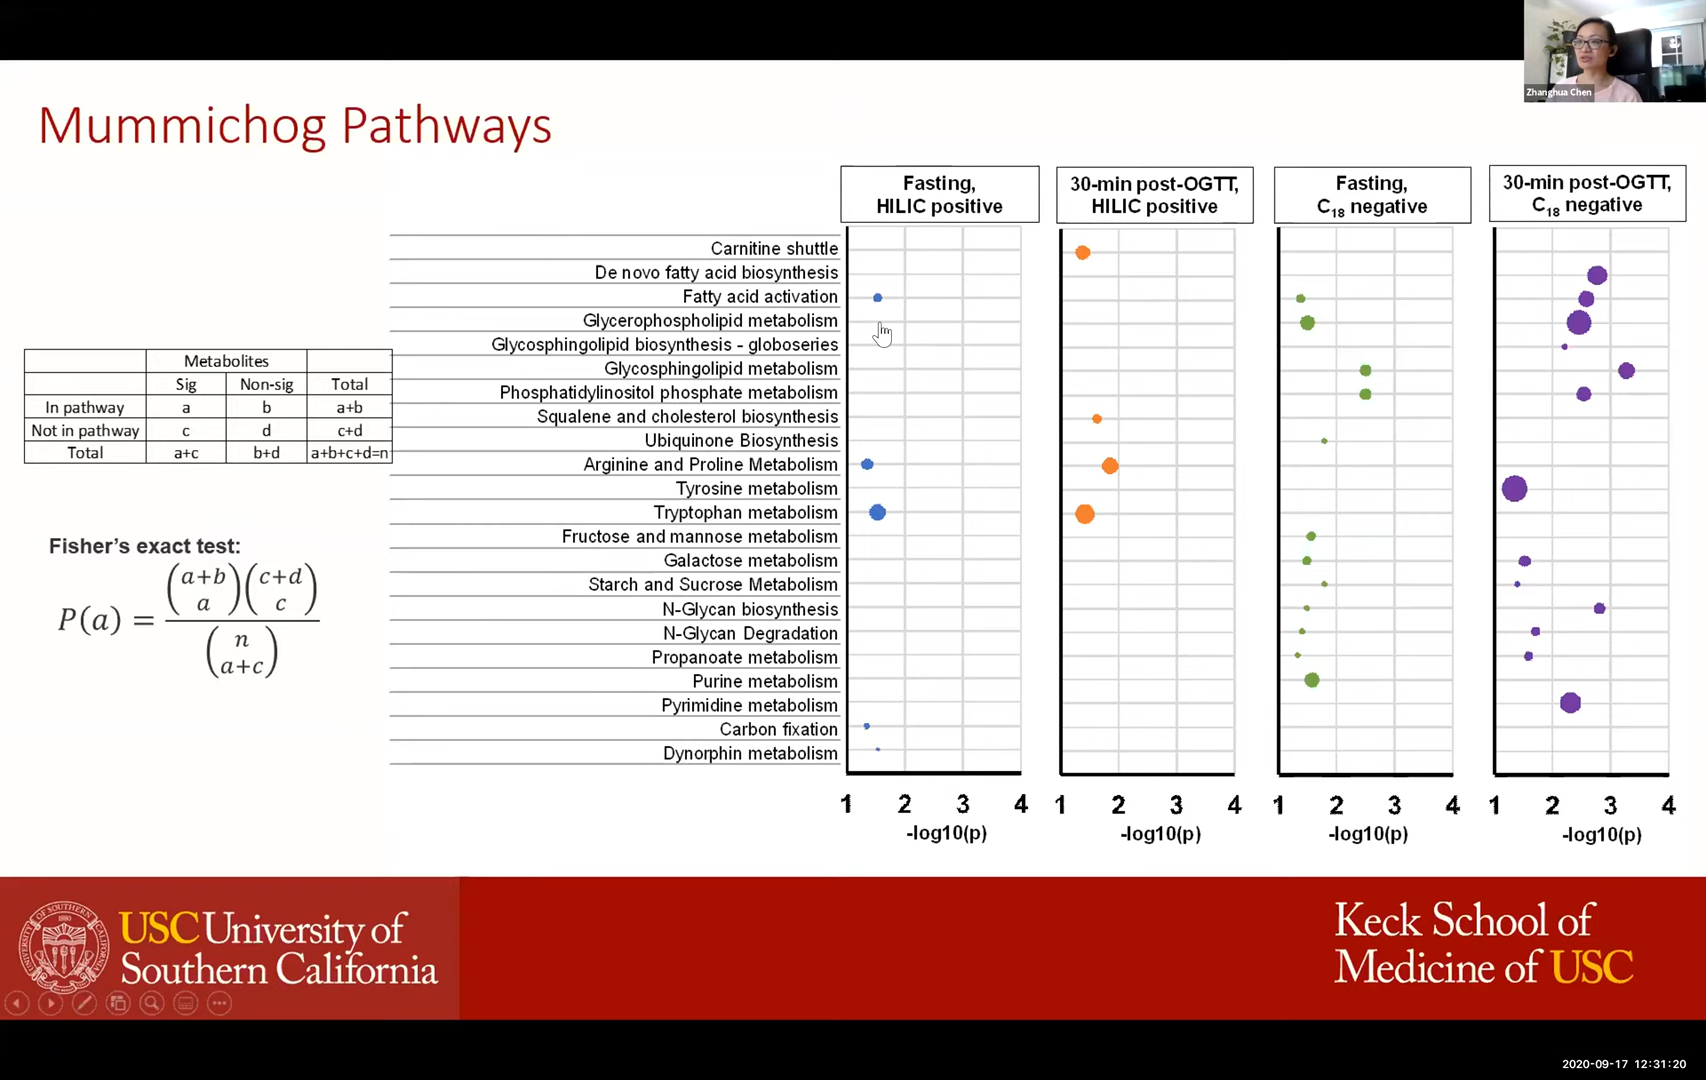 Zhanghua Chen
Mummichog Pathways
Fasting,
HILIC positive
30-min post-OGTT,
HILIC positive
Fasting,
C18 negative
30-min post-OGTT,
C18 negative
Carnitine shuttle
De novo fatty acid biosynthesis
Fatty acid activation
Glycerophospholipid metabolism
Glycosphingolipid biosynthesis - globoseries
Glycosphingolipid metabolism
Phosphatidylinositol phosphate metabolism
Squalene and cholesterol biosynthesis
Ubiquinone Biosynthesis
Arginine and Proline Metabolism
Tyrosine metabolism
Tryptophan metabolism
Fructose and mannose metabolism
Galactose metabolism
Starch and Sucrose Metabolism
N-Glycan biosynthesis
N-Glycan Degradation
Propanoate metabolism
Purine metabolism
Pyrimidine metabolism
Carbon fixation
Dynorphin metabolism
1 2 3 4
-log10(p)
1 2 3 4
-log10(p)
1 2 3 4
-log10(p)
1 2 3 4
-log10(p)
Metabolites
Sig Non-sig Total
In pathway a b a+b
Not in pathway c d c+d
Total a+c b+d a+b+c+d=n
Fisher's exact test:
(a+b) (c+d)
a c
P(a) =
n
(a+c)
USC University of
Southern California
Keck School of
Medicine of USC
2020-09-17 12:31:20